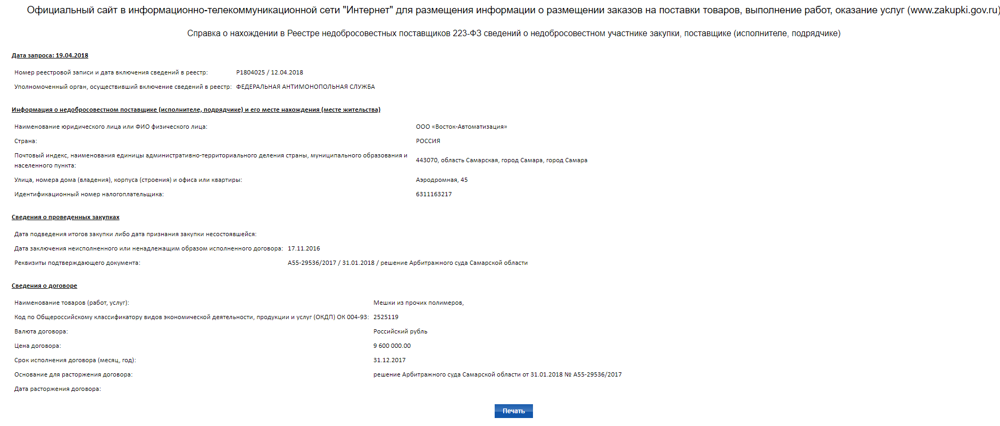 Официальный сайт в информационно-телекоммуникационной сети "Интернет" для размещения информации о размещении заказов на поставки товаров, выполнение работ, оказание услуг (www.zakupki.gov.ru)
Справка о нахождении в Реестре недобросовестных поставщиков 223-ФЗ сведений о недобросовестном участнике закупки, поставщике (исполнителе, подрядчике)
Дата запроса: 19.04.2018
Номер реестровой записи и дата включения сведений в реестр: Р1804025 / 12.04.2018
Уполномоченный орган, осуществивший включение сведений в реестр: ФЕДЕРАЛЬНАЯ АНТИМОНОПОЛЬНАЯ СЛУЖБА
Информация о недобросовестном поставщике (исполнителе, подрядчике) и его месте нахождения (месте жительства)
Наименование юридического лица или ФИО физического лица: ООО «Восток-Автоматизация»
Страна: РОССИЯ
Почтовый индекс, наименования единицы административно-территориального деления страны, муниципального образования и
населенного пункта: 443070, область Самарская, город Самара, город Самара
Улица, номера дома (владения), корпуса (строения) и офиса или квартиры: Аэродромная, 45
Идентификационный номер налогоплательщика: 6311163217
Сведения о проведенных закупках
Дата подведения итогов закупки либо дата признания закупки несостоявшейся:
Дата заключения неисполненного или ненадлежащим образом исполненного договора: 17.11.2016
Реквизиты подтверждающего документа: А55-29536/2017 / 31.01.2018 / решение Арбитражного суда Самарской области
Сведения о договоре
Наименование товаров (работ, услуг): Мешки из прочих полимеров,
Код по Общероссийскому классификатору видов экономической деятельности, продукции и услуг (ОКДП) ОК 004-93: 2525119
Валюта договора: Российский рубль
Цена договора: 9 600 000.00
Срок исполнения договора (месяц, год): 31.12.2017
Основание для расторжения договора: решение Арбитражного суда Самарской области от 31.01.2018 № А55-29536/2017
Дата расторжения договора:
Печать